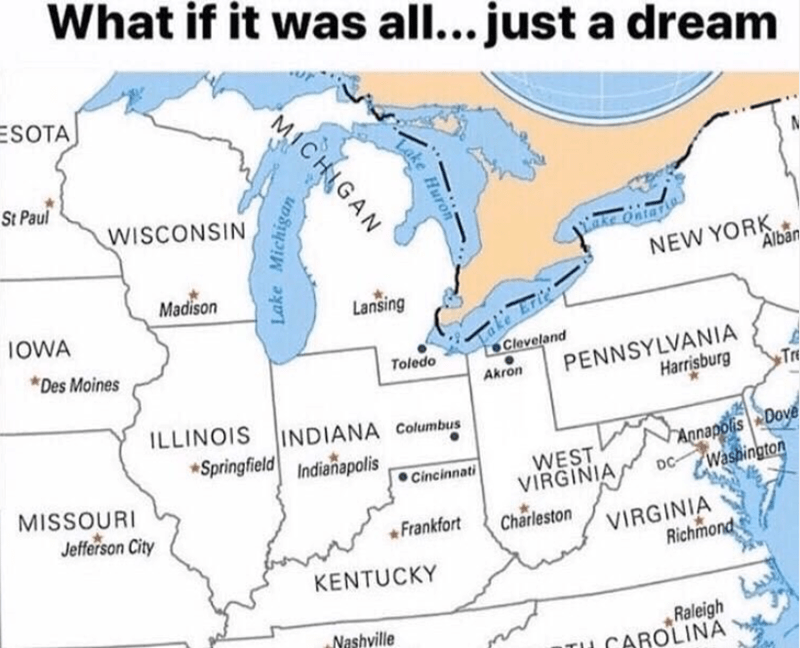 What if it was all... just a dream
ur
ESOTA
MICHIGAN
Lake Huron
St Paul
WISCONSIN
Lake Michigan
Lake Ontario
NEW YORK
Alban
Madison
Lansing
Lake Erie
IOWA
Toledo
Cleveland
Akron
PENNSYLVANIA
Harrisburg
Tre
Des Moines
ILLINOIS
INDIANA
Columbus
Annapolis
Dove
Springfield
Indianapolis
Cincinnati
WEST
VIRGINIA
DC
Washington
MISSOURI
Jefferson City
Frankfort
Charleston
VIRGINIA
Richmond
KENTUCKY
Nashville
Raleigh
TH CAROLINA